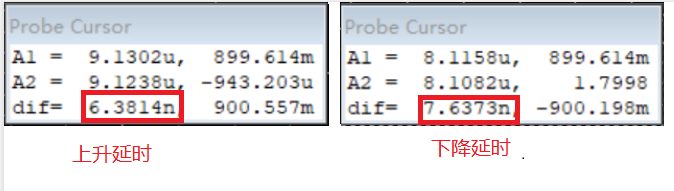 Probe Cursor
A1 = 9.1302u, 899.614m
A2 = 9.1238u, -943.203u
dif= 6.3814n, 900.557m
上升延时
Probe Cursor
A1 = 8.1158u, 899.614m
A2 = 8.1082u, 1.7998
dif= 7.6373n, -900.198m
下降延时 .